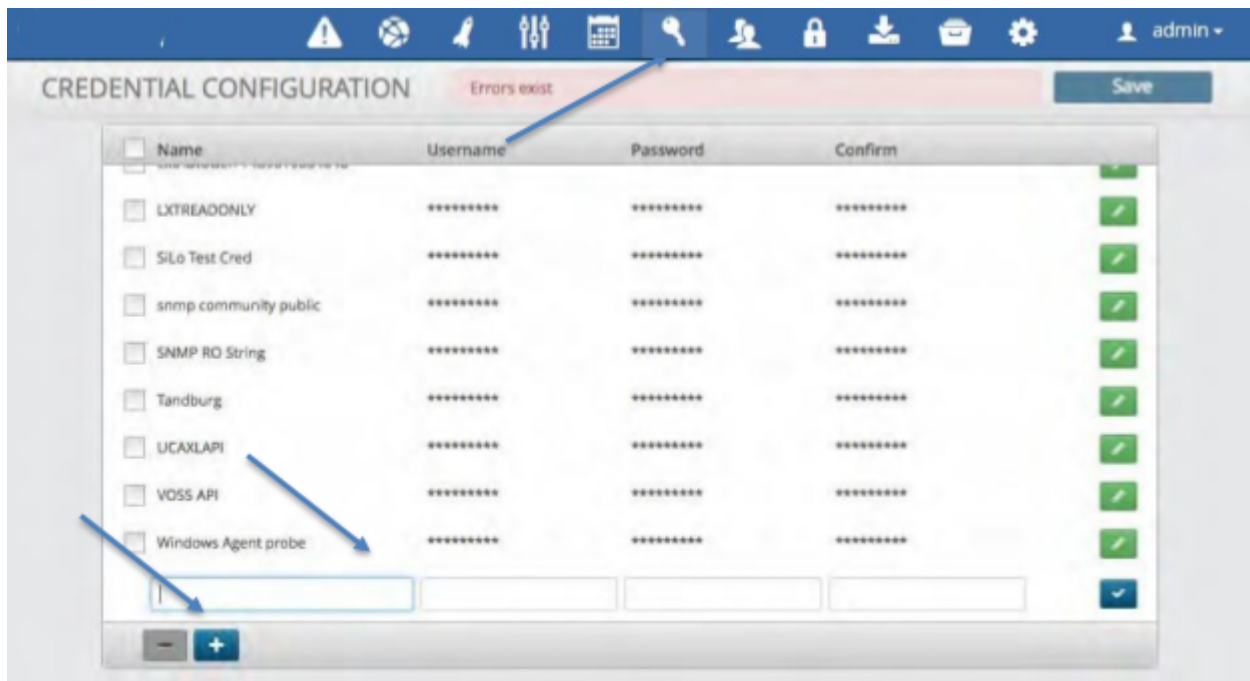 admin
CREDENTIAL CONFIGURATION Errors exist Save
Name Username Password Confirm
LXTREADONLY ********* ********* *********
SiLo Test Cred ********* ********* *********
snmp community public ********* ********* *********
SNMP RO String ********* ********* *********
Tandburg ********* ********* *********
UCAXLAPI ********* ********* *********
VOSS API ********* ********* *********
Windows Agent probe ********* ********* *********